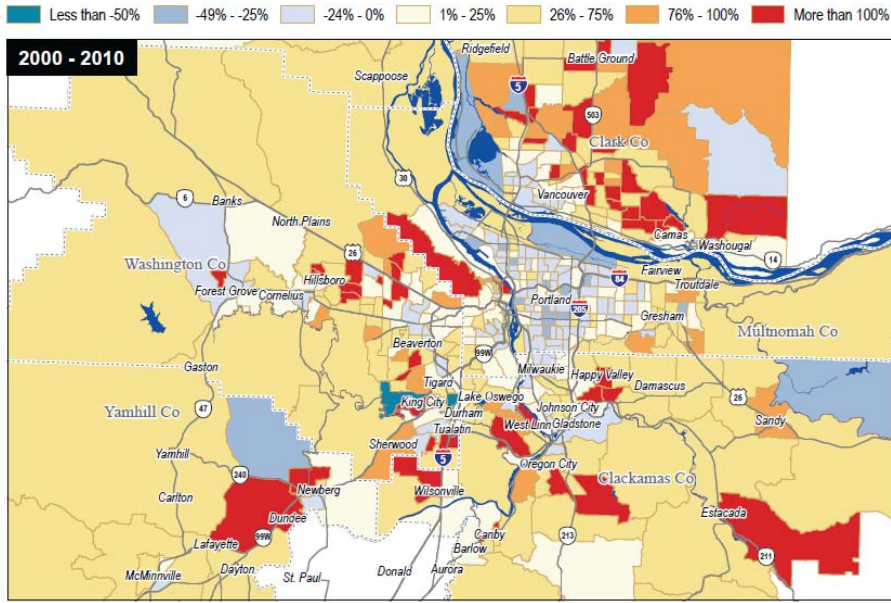 Less than -50%
-49% - -25%
-24% - 0%
1% - 25%
26% - 75%
76% - 100%
More than 100%
2000 - 2010
Ridgefield
Battle Ground
Scappoose
5
503
Clark Co
30
6
Banks
Vancouver
North Plains
Camas
26
Washougal
Washington Co
14
Hillsboro
Fairview
Forest Grove
Cornelius
84
Troutdale
Portland
205
Gresham
Multnomah Co
Beaverton
99W
Gaston
Milwaukie
Tigard
Happy Valley
Damascus
King City
Lake Oswego
26
Yamhill Co
47
Durham
Johnson City
Sandy
Tualatin
West Linn
Gladstone
Sherwood
Yamhill
5
Oregon City
240
Clackamas Co
Carlton
Newberg
Wilsonville
Dundee
Estacada
99W
Canby
Lafayette
213
Barlow
211
McMinnville
Dayton
St. Paul
Donald
Aurora